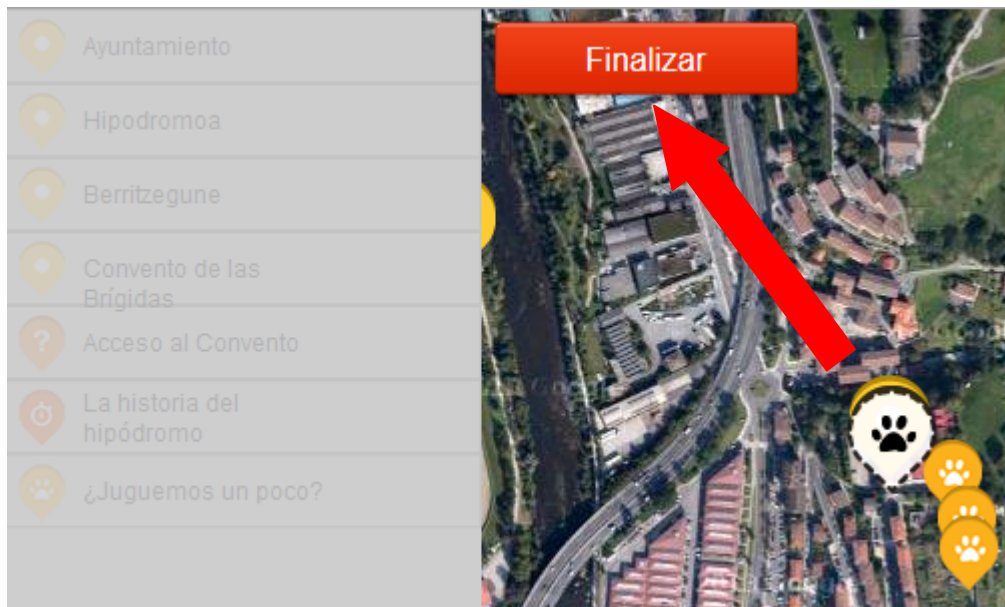 Ayuntamiento
Finalizar
Hipodromoa
Berritzegune
Convento de las
Brígidas
Acceso al Convento
La historia del
hipódromo
¿Juguemos un poco?